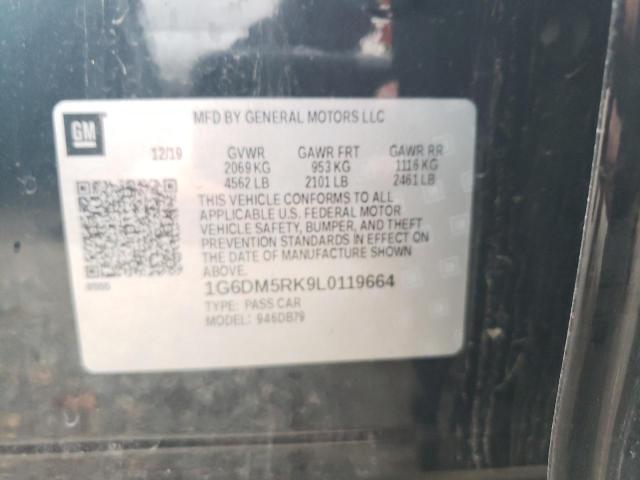 MFD BY GENERAL MOTORS LLC
GM
12/19 GVWR GAWR FRT GAWR RR
2069 KG 953 KG 1116 KG
4562 LB 2101 LB 2461 LB
THIS VEHICLE CONFORMS TO ALL
APPLICABLE U.S. FEDERAL MOTOR
VEHICLE SAFETY, BUMPER, AND THEFT
PREVENTION STANDARDS IN EFFECT ON
THE DATE OF MANUFACTURE SHOWN
ABOVE.
1G6DM5RK9L0119664
TYPE: PASS CAR
MODEL: 946DB79